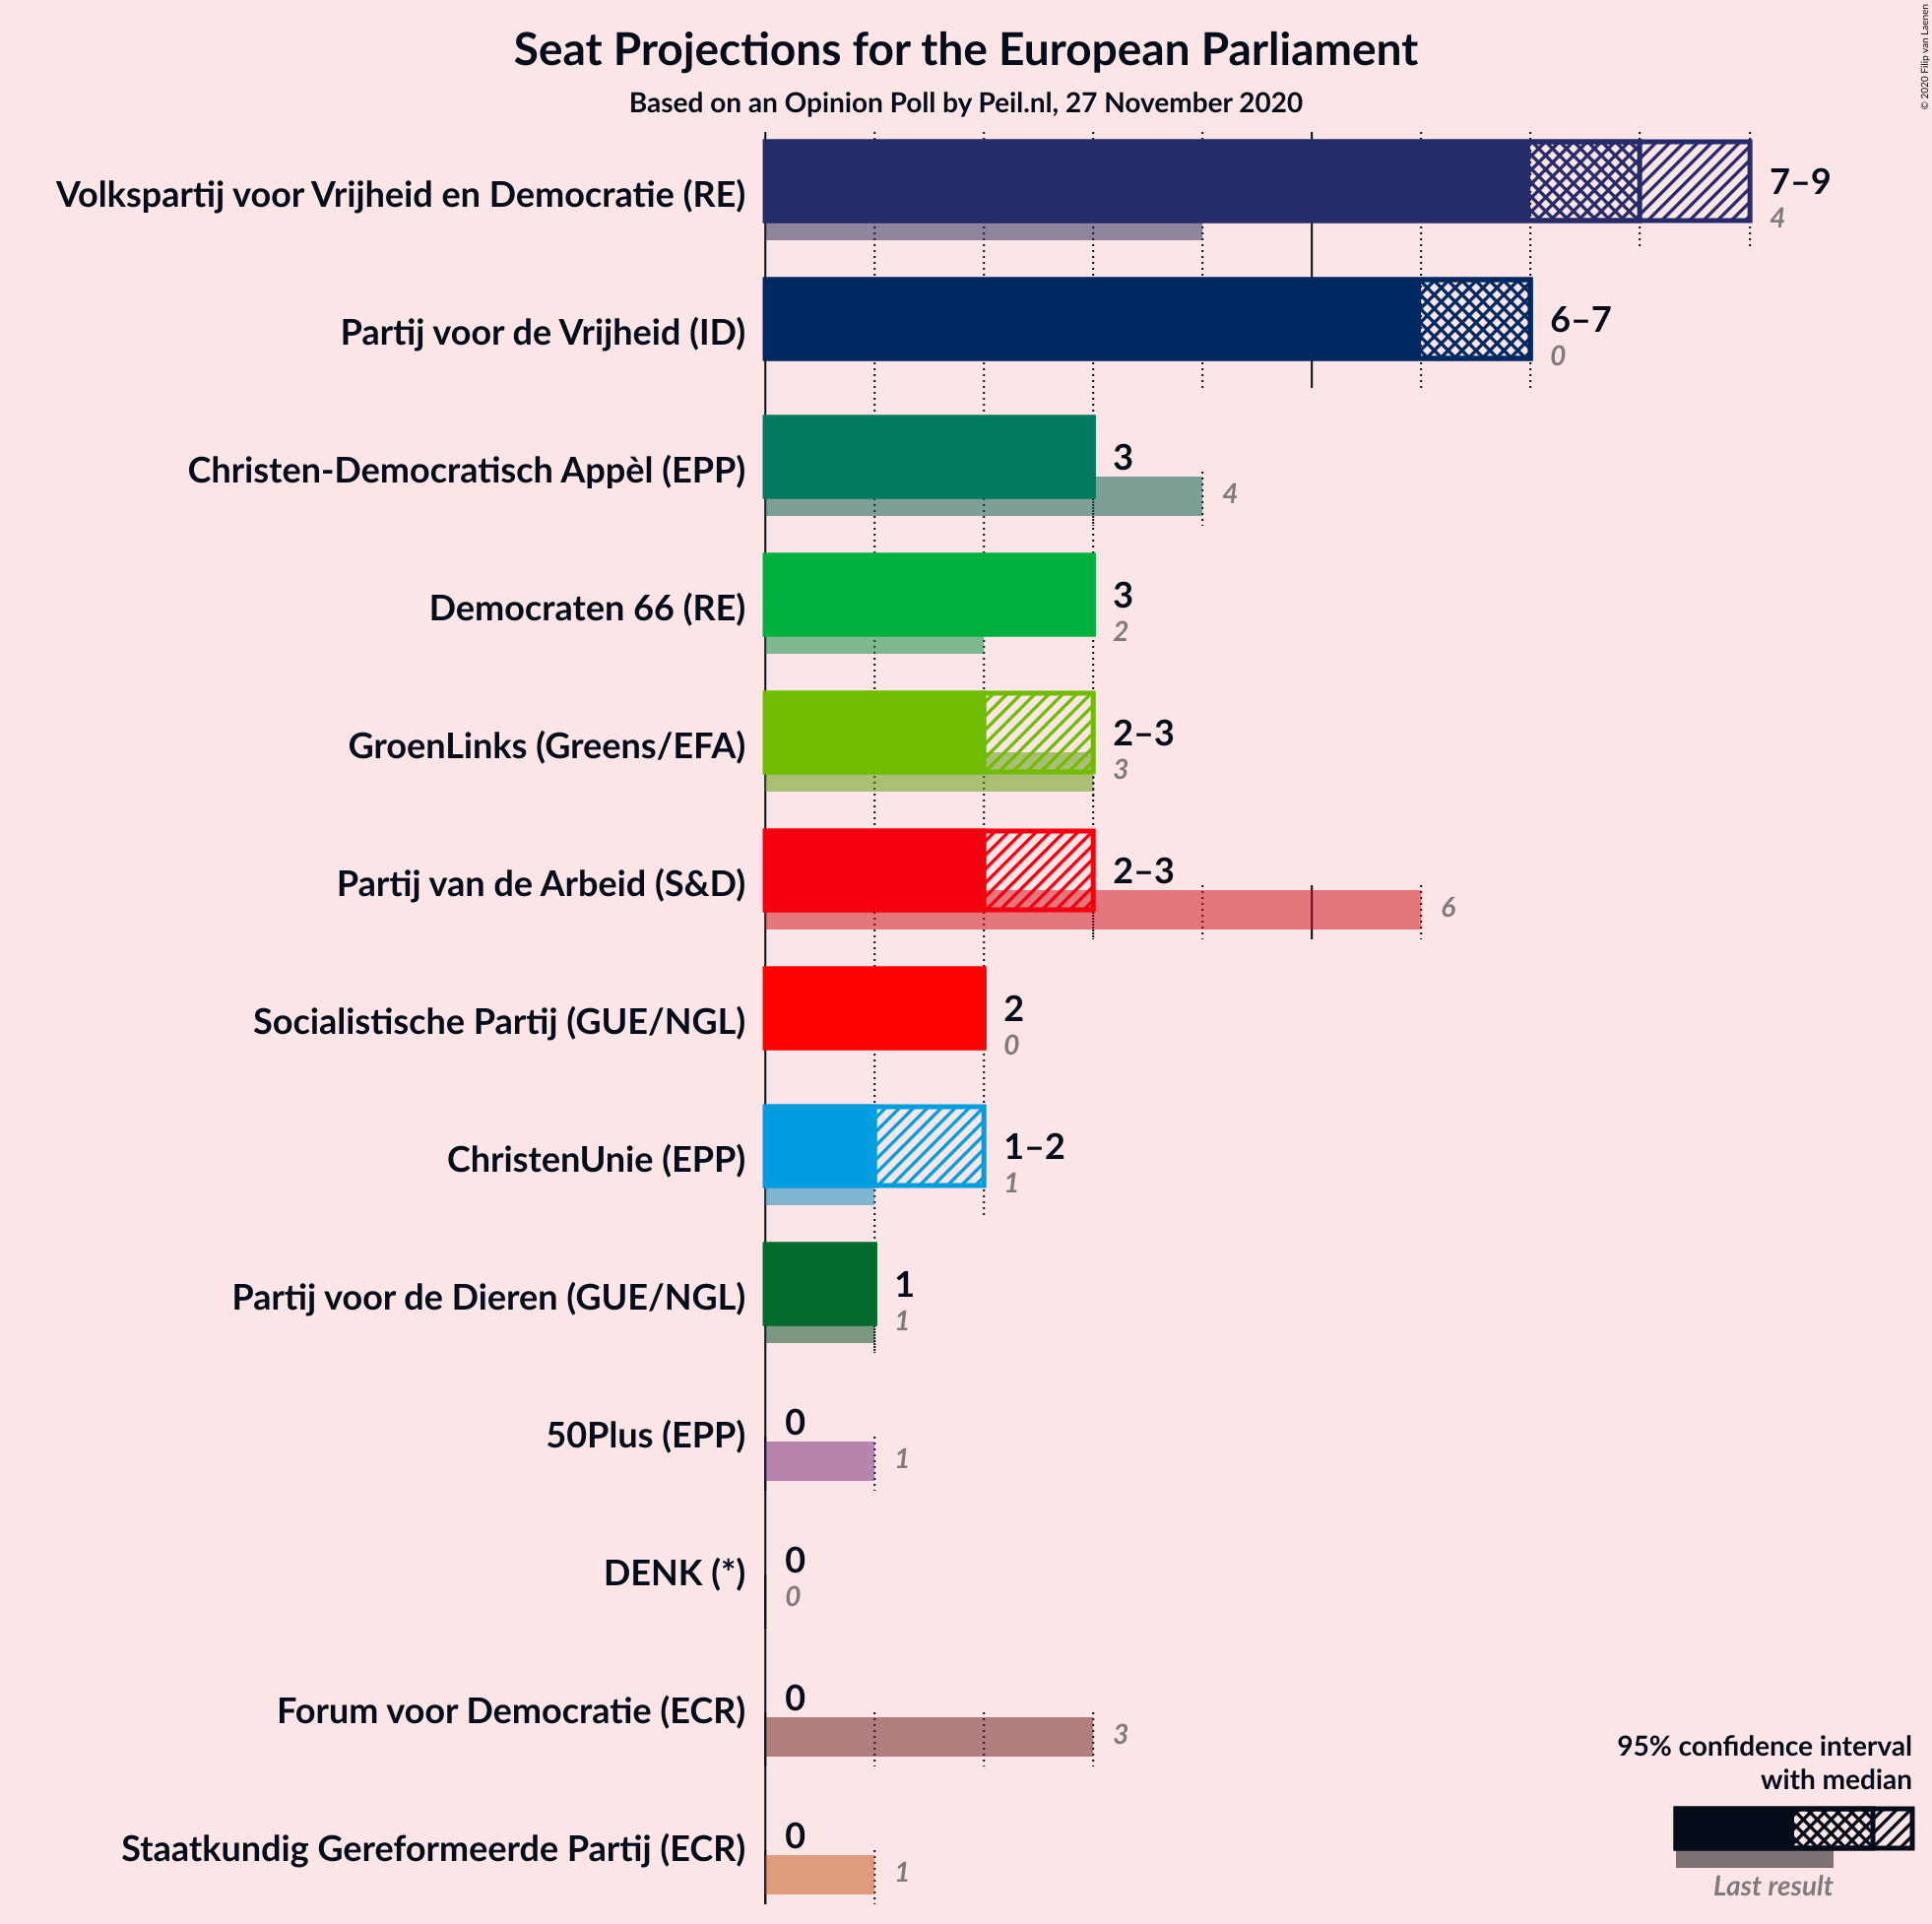 Seat Projections for the European Parliament
Based on an Opinion Poll by Peil.nl, 27 November 2020
© 2020 Filip van Laenen
Volkspartij voor Vrijheid en Democratie (RE)
7–9
4
Partij voor de Vrijheid (ID)
6–7
0
Christen-Democratisch Appèl (EPP)
3
4
Democraten 66 (RE)
3
2
GroenLinks (Greens/EFA)
2–3
3
Partij van de Arbeid (S&D)
2–3
6
Socialistische Partij (GUE/NGL)
2
0
ChristenUnie (EPP)
1–2
1
Partij voor de Dieren (GUE/NGL)
1
1
50Plus (EPP)
0
1
DENK (*)
0
0
Forum voor Democratie (ECR)
0
3
Staatkundig Gereformeerde Partij (ECR)
0
1
95% confidence interval
with median
Last result